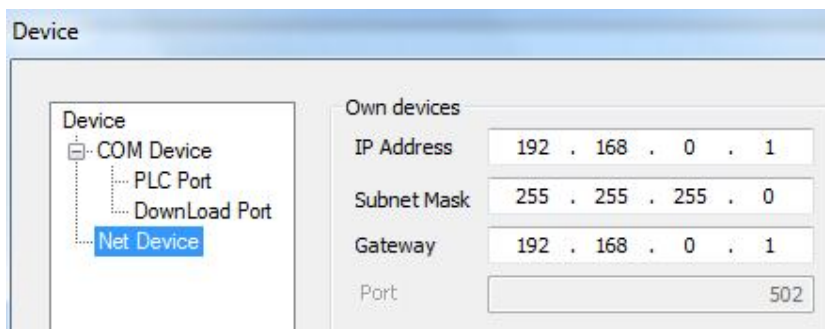 Device
Device
COM Device
PLC Port
DownLoad Port
Net Device
Own devices
IP Address 192 . 168 . 0 . 1
Subnet Mask 255 . 255 . 255 . 0
Gateway 192 . 168 . 0 . 1
Port 502